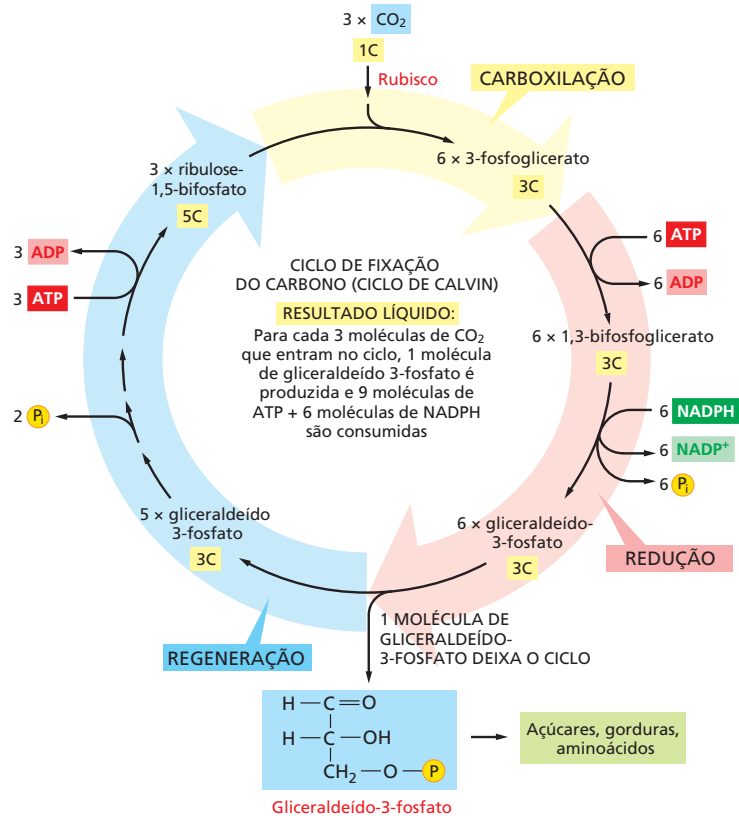 3 × CO₂
1C
Rubisco
CARBOXILAÇÃO
6 × 3-fosfoglicerato
3C
6 ATP
6 ADP
6 × 1,3-bifosfoglicerato
3C
6 NADPH
6 NADP⁺
6 Pᵢ
REDUÇÃO
6 × gliceraldeído-
3-fosfato
3C
1 MOLÉCULA DE
GLICERALDEÍDO-
3-FOSFATO DEIXA O CICLO
5 × gliceraldeído
3-fosfato
3C
REGENERAÇÃO
2 Pᵢ
3 ATP
3 ADP
3 × ribulose-
1,5-bifosfato
5C
CICLO DE FIXAÇÃO
DO CARBONO (CICLO DE CALVIN)
RESULTADO LÍQUIDO:
Para cada 3 moléculas de CO₂
que entram no ciclo, 1 molécula
de gliceraldeído 3-fosfato é
produzida e 9 moléculas de
ATP + 6 moléculas de NADPH
são consumidas
H — C = O
H — C — OH
CH₂ — O — P
Gliceraldeído-3-fosfato
Açúcares, gorduras,
aminoácidos